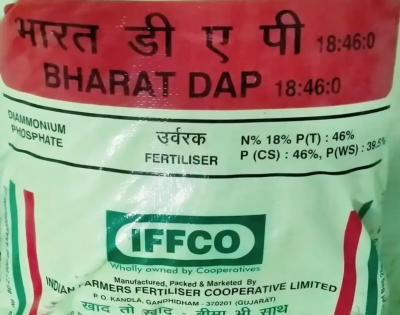 भारत डी ए पी 18:46:0
BHARAT DAP 18:46:0
DIAMMONIUM
PHOSPHATE
उर्वरक
FERTILISER
N% 18% P(T) : 46%
P (CS) : 46%, P(WS) : 39.5%
IFFCO
Wholly owned by Cooperatives
Manufactured, Packed & Marketed By
INDIAN FARMERS FERTILISER COOPERATIVE LIMITED
P. O. KANDLA, GANDHIDHAM - 370201 (GUJARAT)
खाद तो खाद - बीमा भी साथ